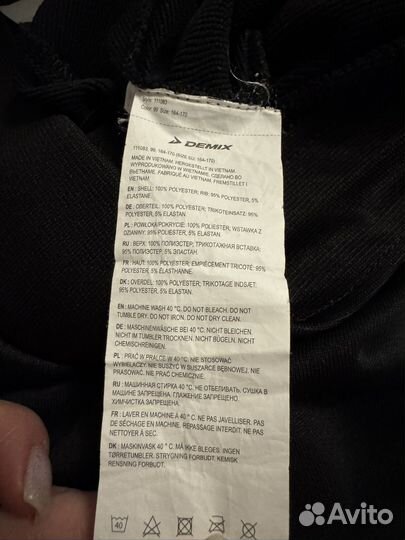 Style: 111083
Color: 99 Size: 164-170
DEMIX
111083, 99, 164-170 (SIZE EU: 164-170)
MADE IN VIETNAM, HERGESTELLT IN VIETNAM,
WYPRODUKOWANO W WIETNAMIE, СДЕЛАНО ВО
ВЬЕТНАМЕ, FABRIQUÉ AU VIETNAM, FREMSTILLET I
VIETNAM
EN : SHELL: 100% POLYESTER; RIB: 95% POLYESTER, 5%
ELASTANE
DE : OBERTEIL: 100% POLYESTER; TRIKOTEINSATZ: 95%
POLYESTER, 5% ELASTAN
PL : POWŁOKA/POKRYCIE: 100% POLIESTER; WSTAWKA Z
DZIANINY: 95% POLIESTER, 5% ELASTAN
RU : ВЕРХ: 100% ПОЛИЭСТЕР; ТРИКОТАЖНАЯ ВСТАВКА:
95% ПОЛИЭСТЕР, 5% ЭЛАСТАН
FR : HAUT: 100% POLYESTER; EMPIÈCEMENT TRICOTÉ: 95%
POLYESTER, 5% ÉLASTHANNE
DK : OVERDEL: 100% POLYESTER; TRIKOTAGE INDSÆT:
95% POLYESTER, 5% ELASTAN
EN : MACHINE WASH 40 °C. DO NOT BLEACH. DO NOT
TUMBLE DRY. DO NOT IRON. DO NOT DRY CLEAN.
DE : MASCHINENWÄSCHE BEI 40 °C. NICHT BLEICHEN.
NICHT IM TUMBLER TROCKNEN. NICHT BÜGELN. NICHT
CHEMISCHREINIGEN.
PL : PRAĆ W PRALCE W 40 °C. NIE STOSOWAĆ
WYBIELACZY. NIE SUSZYĆ W SUSZARCE BĘBNOWEJ. NIE
PRASOWAĆ. NIE CZYŚCIĆ CHEMICZNIE.
RU : МАШИННАЯ СТИРКА 40 °C. НЕ ОТБЕЛИВАТЬ. СУШКА В
МАШИНЕ ЗАПРЕЩЕНА. ГЛАЖЕНИЕ ЗАПРЕЩЕНО.
ХИМ-ЧИСТКА ЗАПРЕЩЕНА.
FR : LAVER EN MACHINE À 40 °C. NE PAS JAVELLISER. PAS
DE SÉCHAGE EN MACHINE. REPASSAGE INTERDIT. NE PAS
NETTOYER À SEC.
DK : MASKINVASK 40 °C. MÅ IKKE BLEGES. INGEN
TØRRETUMBLER. STRYGNING FORBUDT. KEMISK
RENSNING FORBUDT.
40
Avito